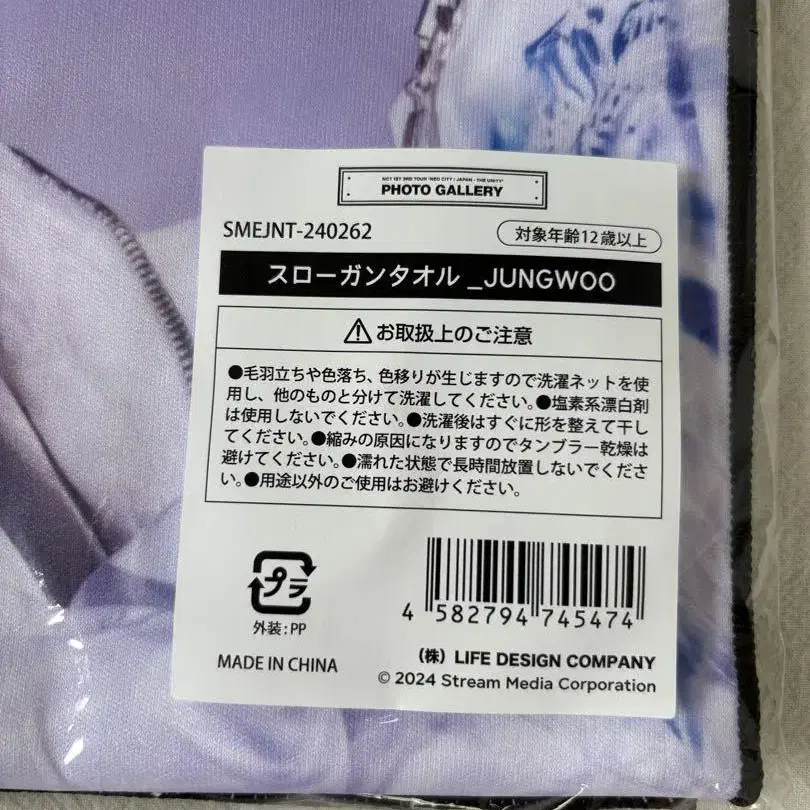 NCT 127 3RD TOUR 'NEO CITY : JAPAN - THE UNITY'
PHOTO GALLERY
SMEJNT-240262
対象年齢12歳以上
スローガンタオル _JUNGWOO
お取扱上のご注意
●毛羽立ちや色落ち、色移りが生じますので洗濯ネットを使
用し、他のものと分けて洗濯してください。●塩素系漂白剤
は使用しないでください。●洗濯後はすぐに形を整えて干し
てください。●縮みの原因になりますのでタンブラー乾燥は
避けてください。●濡れた状態で長時間放置しないでくださ
い。●用途以外のご使用はお避けください。
プラ
外装:PP
4 582794 745474
MADE IN CHINA
(株) LIFE DESIGN COMPANY
© 2024 Stream Media Corporation